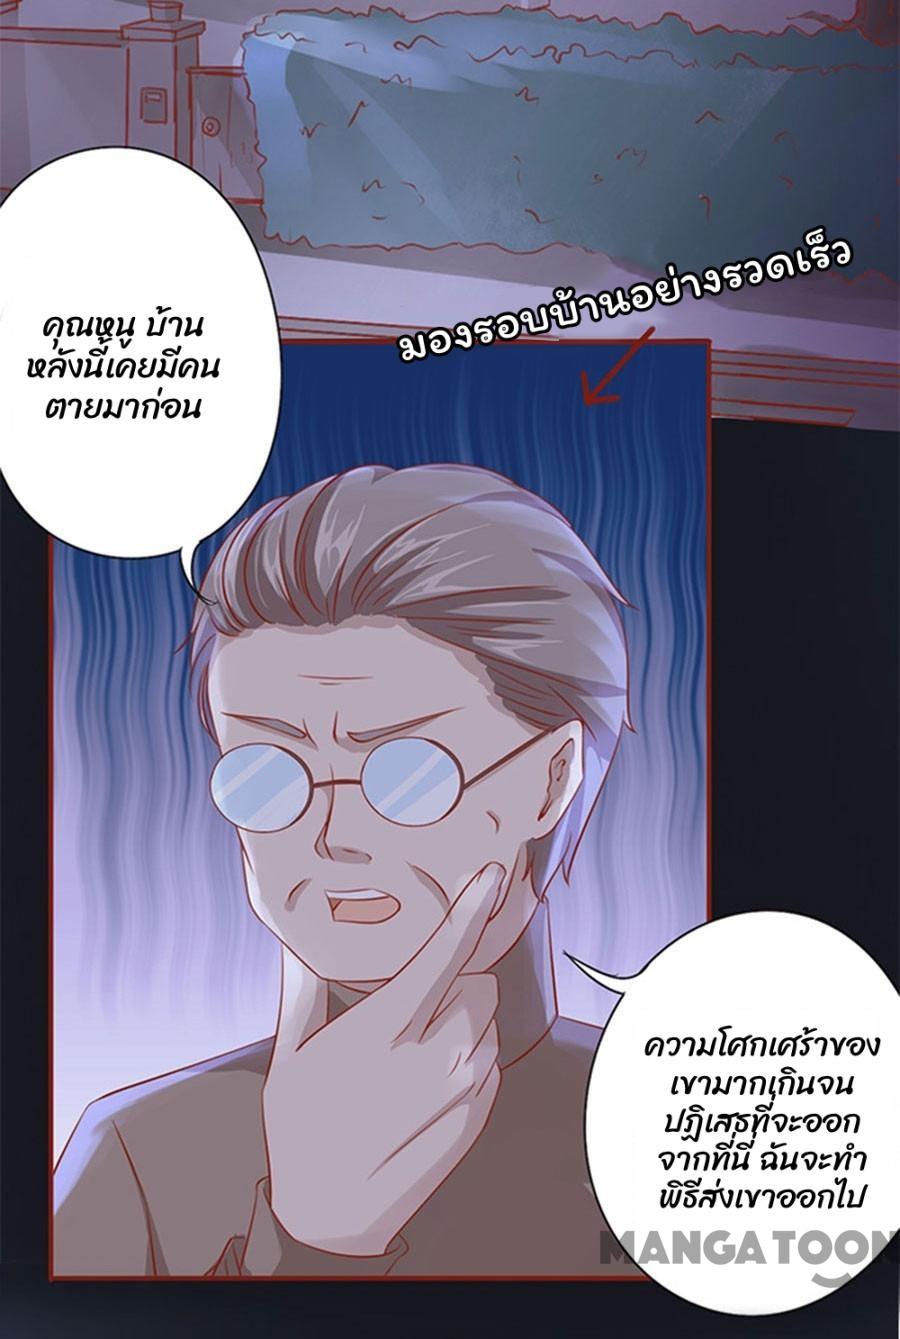 มองรอบบ้านอย่างรวดเร็ว
คุณหนู บ้าน
หลังนี้เคยมีคน
ตายมาก่อน
ความโศกเศร้าของ
เขามากเกินจน
ปฏิเสธที่จะออก
จากที่นี่ ฉันจะทำ
พิธีส่งเขาออกไป
MANGATOON